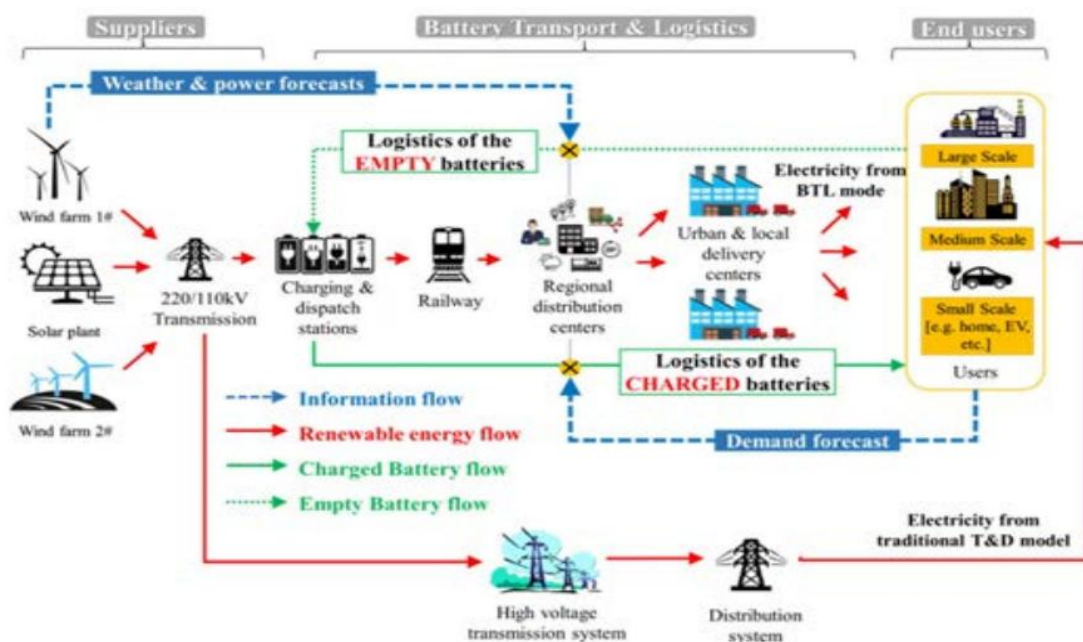 Suppliers
Battery Transport & Logistics
End users
Weather & power forecasts
Logistics of the
EMPTY batteries
Large Scale
Electricity from
BTL mode
Wind farm 1#
Urban & local
delivery
centers
Medium Scale
220/110kV
Transmission
Charging &
dispatch
stations
Railway
Regional
distribution
centers
Solar plant
Small Scale
[e.g. home, EV,
etc.]
Logistics of the
CHARGED batteries
Users
Wind farm 2#
Information flow
Renewable energy flow
Charged Battery flow
Empty Battery flow
Demand forecast
Electricity from
traditional T&D model
High voltage
transmission system
Distribution
system